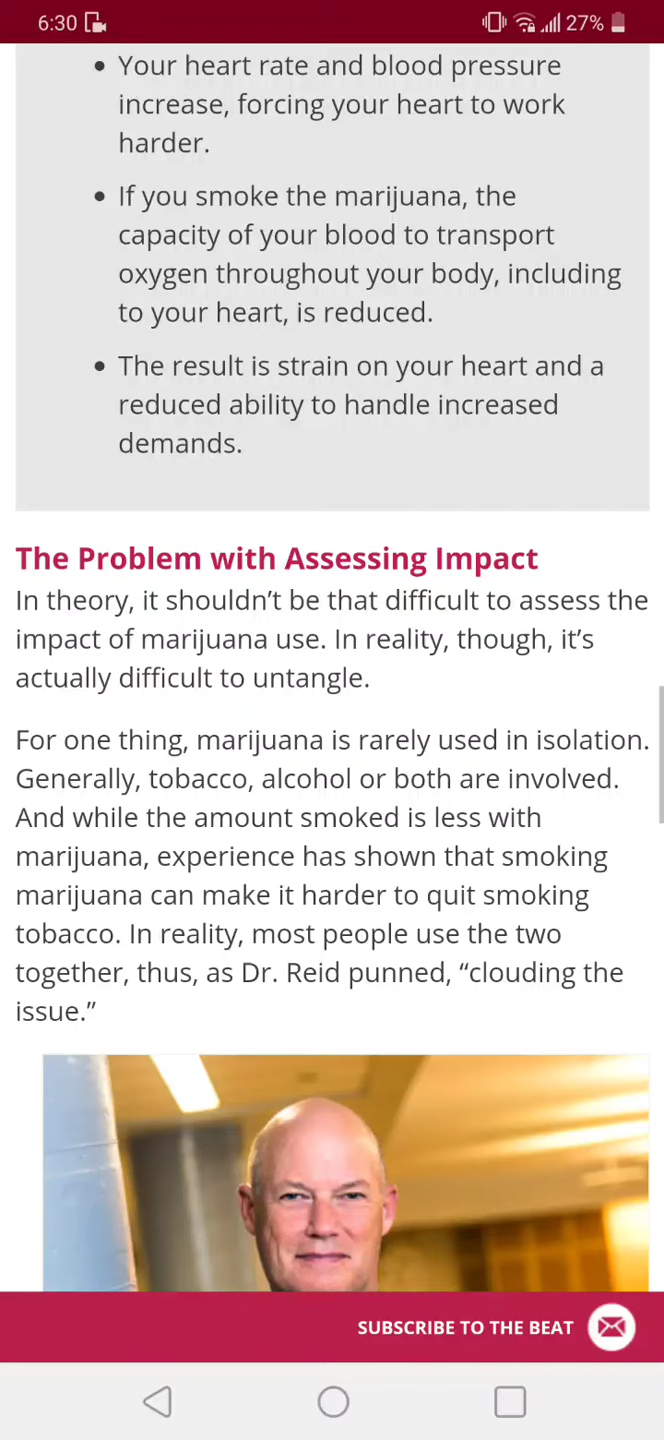 6:30
27%
• Your heart rate and blood pressure
increase, forcing your heart to work
harder.
• If you smoke the marijuana, the
capacity of your blood to transport
oxygen throughout your body, including
to your heart, is reduced.
• The result is strain on your heart and a
reduced ability to handle increased
demands.
The Problem with Assessing Impact
In theory, it shouldn’t be that difficult to assess the
impact of marijuana use. In reality, though, it’s
actually difficult to untangle.
For one thing, marijuana is rarely used in isolation.
Generally, tobacco, alcohol or both are involved.
And while the amount smoked is less with
marijuana, experience has shown that smoking
marijuana can make it harder to quit smoking
tobacco. In reality, most people use the two
together, thus, as Dr. Reid punned, “clouding the
issue.”
SUBSCRIBE TO THE BEAT